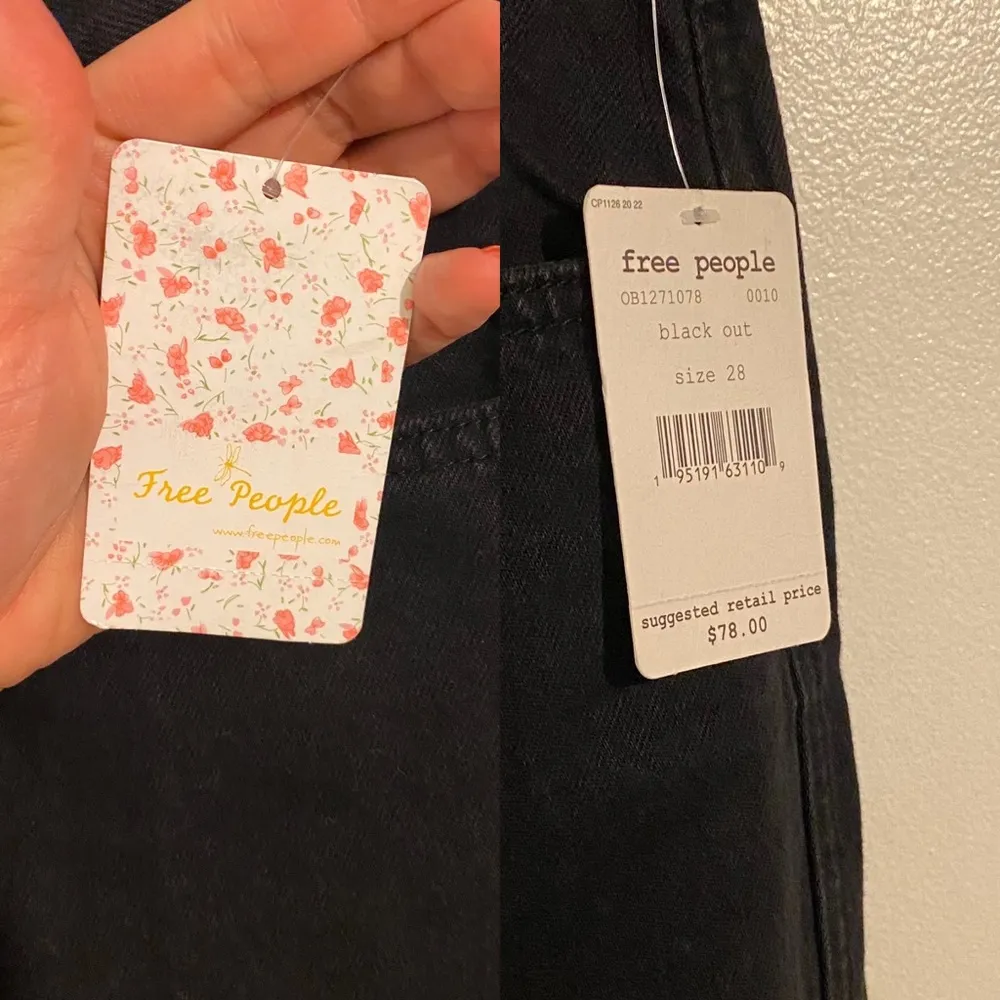 Free People
www.freepeople.com
CP1126 20 22
free people
OB1271078 0010
black out
size 28
1 95191 63110 9
suggested retail price
$78.00